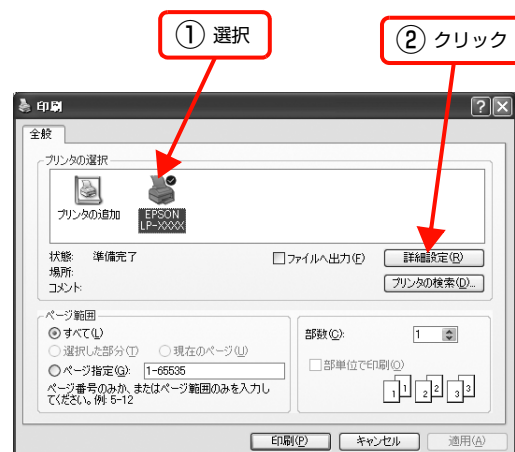 ① 選択
② クリック
印刷
全般
プリンタの選択
プリンタの追加
EPSON
LP-XXXX
状態: 準備完了
場所:
コメント:
ファイルへ出力(F)
詳細設定(R)
プリンタの検索(D)...
ページ範囲
すべて(L)
選択した部分(T) 現在のページ(U)
ページ指定(G): 1-65535
ページ番号のみか、またはページ範囲のみを入力し
てください。例: 5-12
部数(C): 1
部単位で印刷(O)
1 1 2 2 3 3
印刷(P) キャンセル 適用(A)